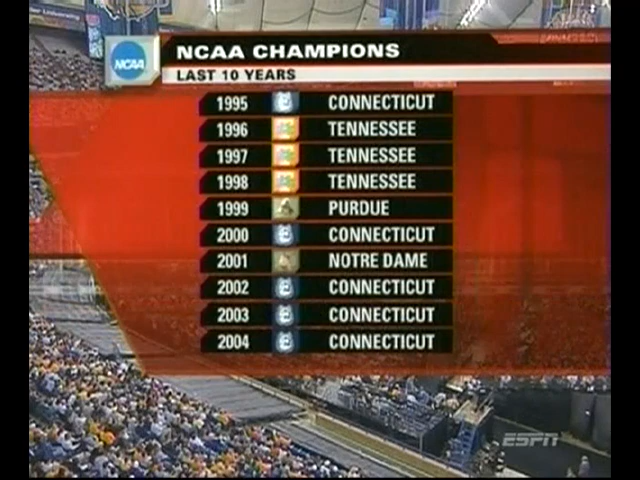 NCAA
NCAA CHAMPIONS
LAST 10 YEARS
1995 CONNECTICUT
1996 TENNESSEE
1997 TENNESSEE
1998 TENNESSEE
1999 PURDUE
2000 CONNECTICUT
2001 NOTRE DAME
2002 CONNECTICUT
2003 CONNECTICUT
2004 CONNECTICUT
ESPN